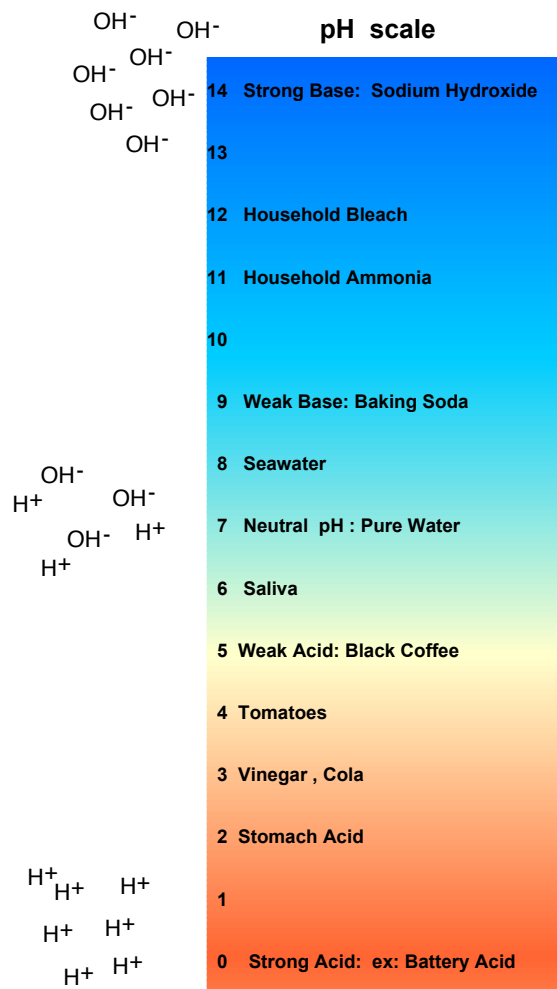 pH scale
OH-
OH-
OH-
OH-
OH-
OH-
OH-
14 Strong Base: Sodium Hydroxide
13
12 Household Bleach
11 Household Ammonia
10
9 Weak Base: Baking Soda
8 Seawater
OH-
H+
OH-
H+
OH-
H+
7 Neutral pH : Pure Water
6 Saliva
5 Weak Acid: Black Coffee
4 Tomatoes
3 Vinegar , Cola
2 Stomach Acid
H+
H+
H+
1
H+
H+
H+
H+
0 Strong Acid: ex: Battery Acid